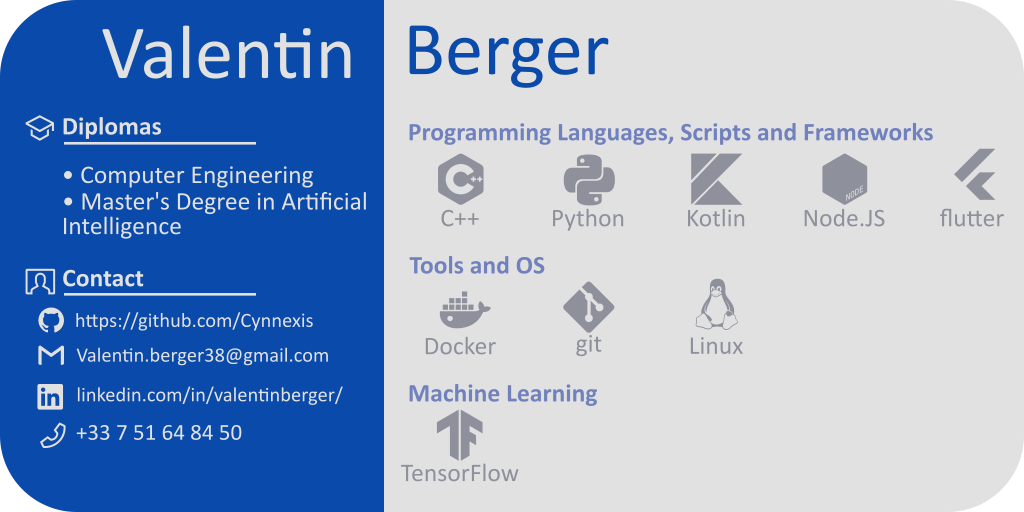 Valentin Berger
Diplomas
• Computer Engineering
• Master's Degree in Artificial
Intelligence
Contact
https://github.com/Cynnexis
Valentin.berger38@gmail.com
linkedin.com/in/valentinberger/
+33 7 51 64 84 50
Programming Languages, Scripts and Frameworks
C++
NODE
C++ Python Kotlin Node.JS flutter
Tools and OS
Docker git Linux
Machine Learning
TensorFlow